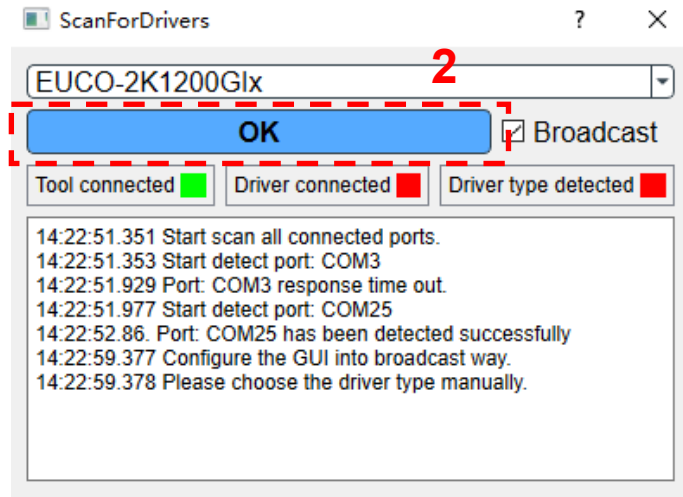 ScanForDrivers ? ×
2
EUCO-2K1200GIx
OK Broadcast
Tool connected Driver connected Driver type detected
14:22:51.351 Start scan all connected ports.
14:22:51.353 Start detect port: COM3
14:22:51.929 Port: COM3 response time out.
14:22:51.977 Start detect port: COM25
14:22:52.86. Port: COM25 has been detected successfully
14:22:59.377 Configure the GUI into broadcast way.
14:22:59.378 Please choose the driver type manually.